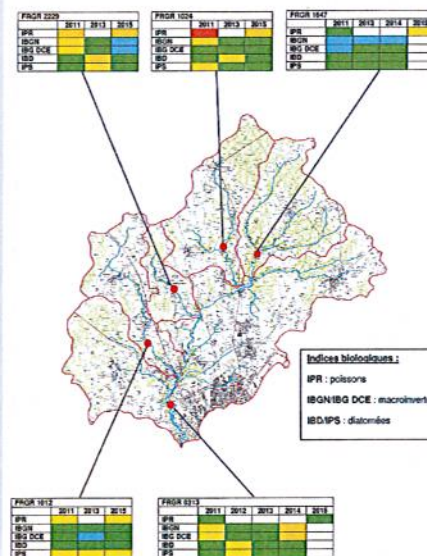 FRGR 2229
2011 2013 2015
IPR
IBGN
IBG DCE
IBD
IPS
FRGR 1024
2011 2013 2015
IPR
IBGN
IBG DCE
IBD
IPS
FRGR 1647
2011 2013 2014
IPR
IBGN
IBG DCE
IBD
IPS
Indices biologiques :
IPR : poissons
IBGN/IBG DCE : macroinvert
IBD/IPS : diatomées
FRGR 1612
2011 2013 2015
IPR
IBGN
IBG DCE
IBD
IPS
2011 2012 2013 2014 2015
IPR
IBGN
IBG DCE
IBD
IPS